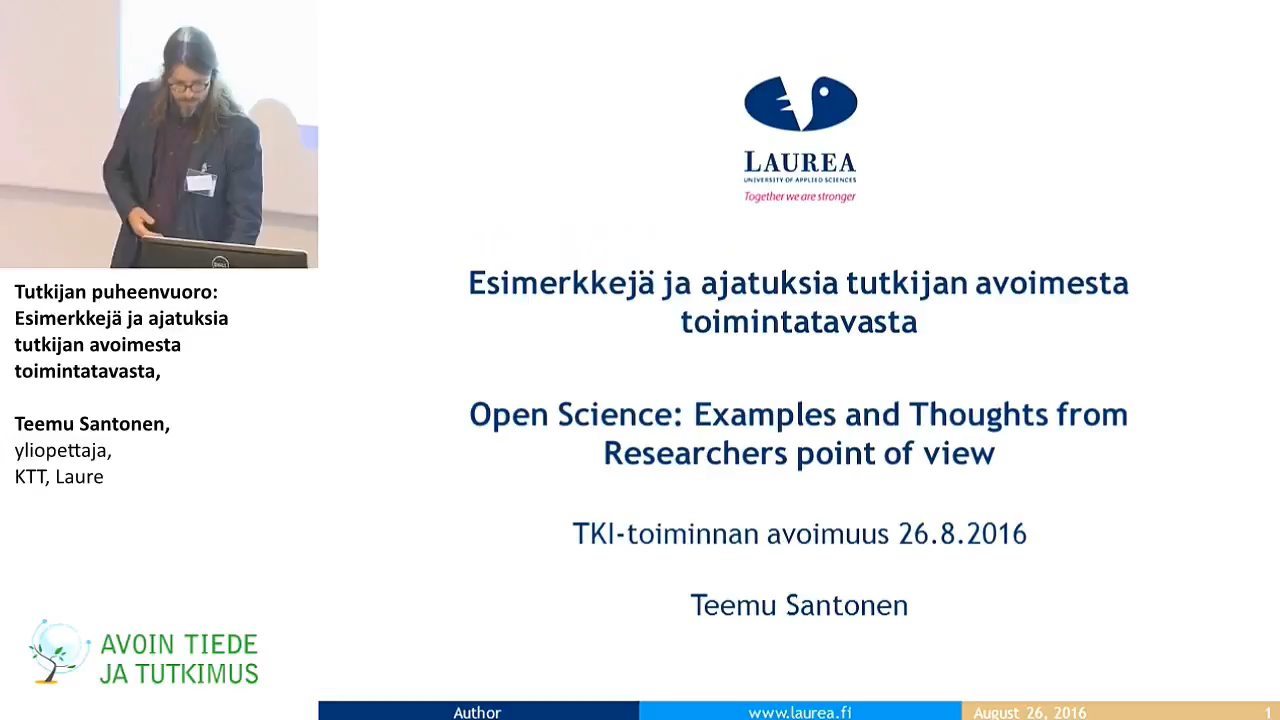 Tutkijan puheenvuoro:
Esimerkkejä ja ajatuksia
tutkijan avoimesta
toimintatavasta,
Teemu Santonen,
yliopettaja,
KTT, Laure
AVOIN TIEDE
JA TUTKIMUS
LAUREA
UNIVERSITY OF APPLIED SCIENCES
Together we are stronger
Esimerkkejä ja ajatuksia tutkijan avoimesta
toimintatavasta
Open Science: Examples and Thoughts from
Researchers point of view
TKI-toiminnan avoimuus 26.8.2016
Teemu Santonen
Author
www.laurea.fi
August 26, 2016
1